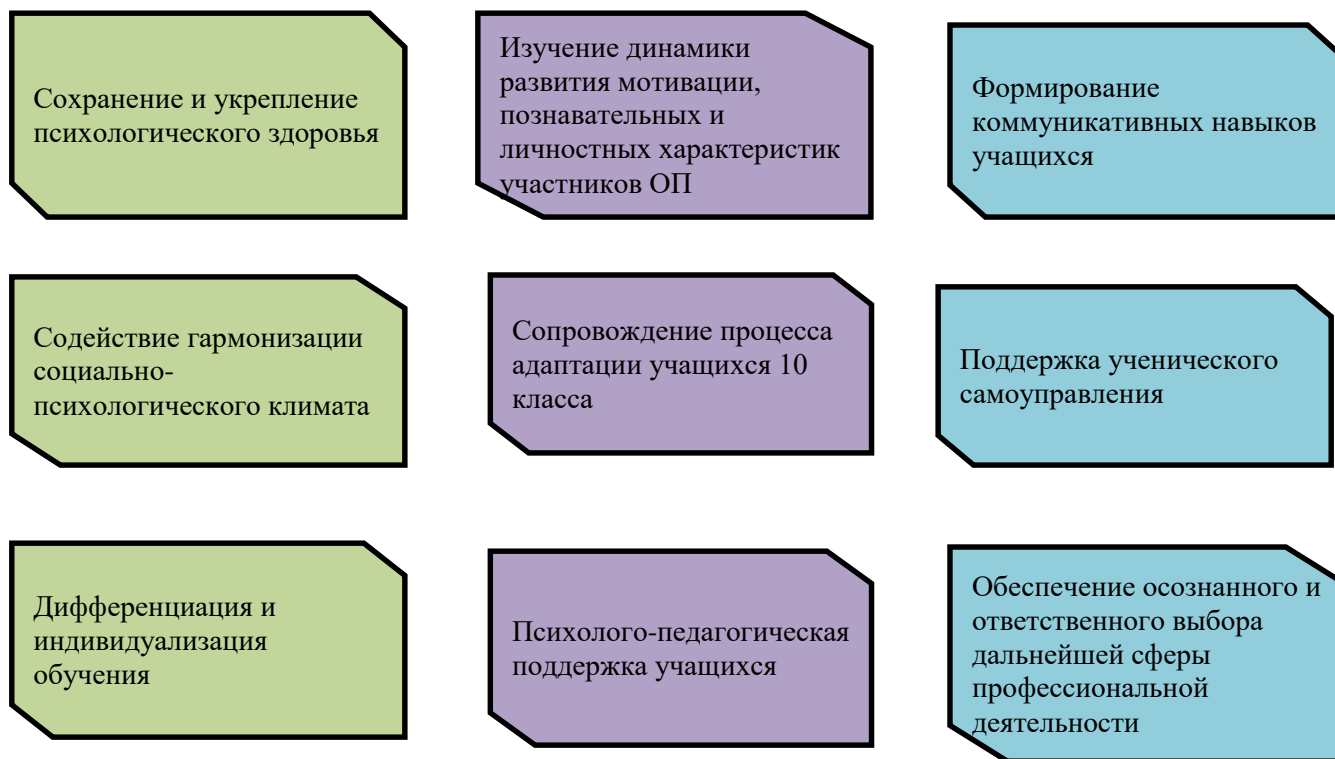 Сохранение и укрепление
психологического здоровья
Изучение динамики
развития мотивации,
познавательных и
личностных характеристик
участников ОП
Формирование
коммуникативных навыков
учащихся
Содействие гармонизации
социально-
психологического климата
Сопровождение процесса
адаптации учащихся 10
класса
Поддержка ученического
самоуправления
Дифференциация и
индивидуализация
обучения
Психолого-педагогическая
поддержка учащихся
Обеспечение осознанного и
ответственного выбора
дальнейшей сферы
профессиональной
деятельности